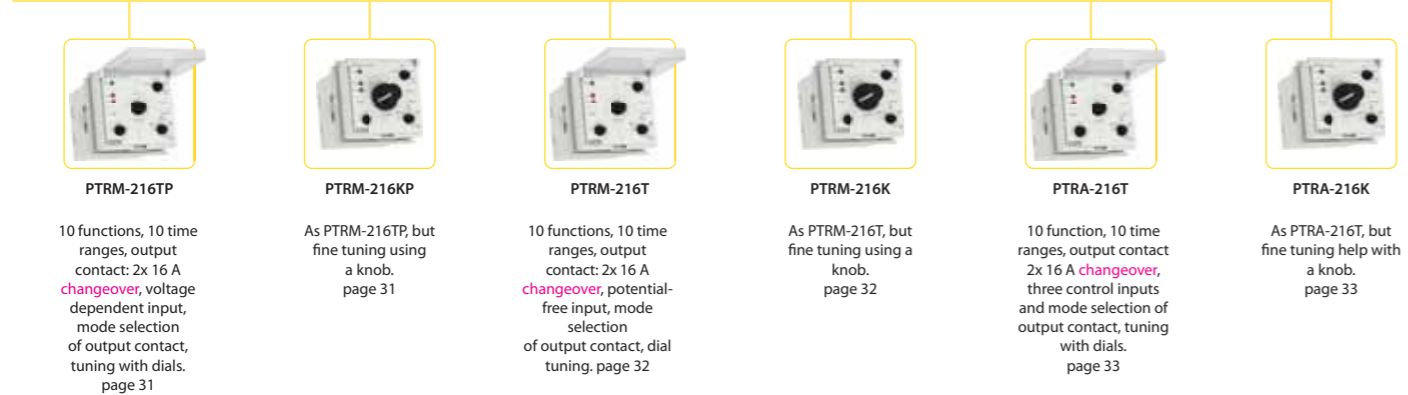 PTRM-216TP
10 functions, 10 time
ranges, output
contact: 2x 16 A
changeover, voltage
dependent input,
mode selection
of output contact,
tuning with dials.
page 31
PTRM-216KP
As PTRM-216TP, but
fine tuning using
a knob.
page 31
PTRM-216T
10 functions, 10 time
ranges, output
contact: 2x 16 A
changeover, potential-
free input, mode
selection
of output contact, dial
tuning. page 32
PTRM-216K
As PTRM-216T, but
fine tuning using a
knob.
page 32
PTRA-216T
10 function, 10 time
ranges, output contact
2x 16 A changeover,
three control inputs
and mode selection of
output contact, tuning
with dials.
page 33
PTRA-216K
As PTRA-216T, but
fine tuning help with
a knob.
page 33